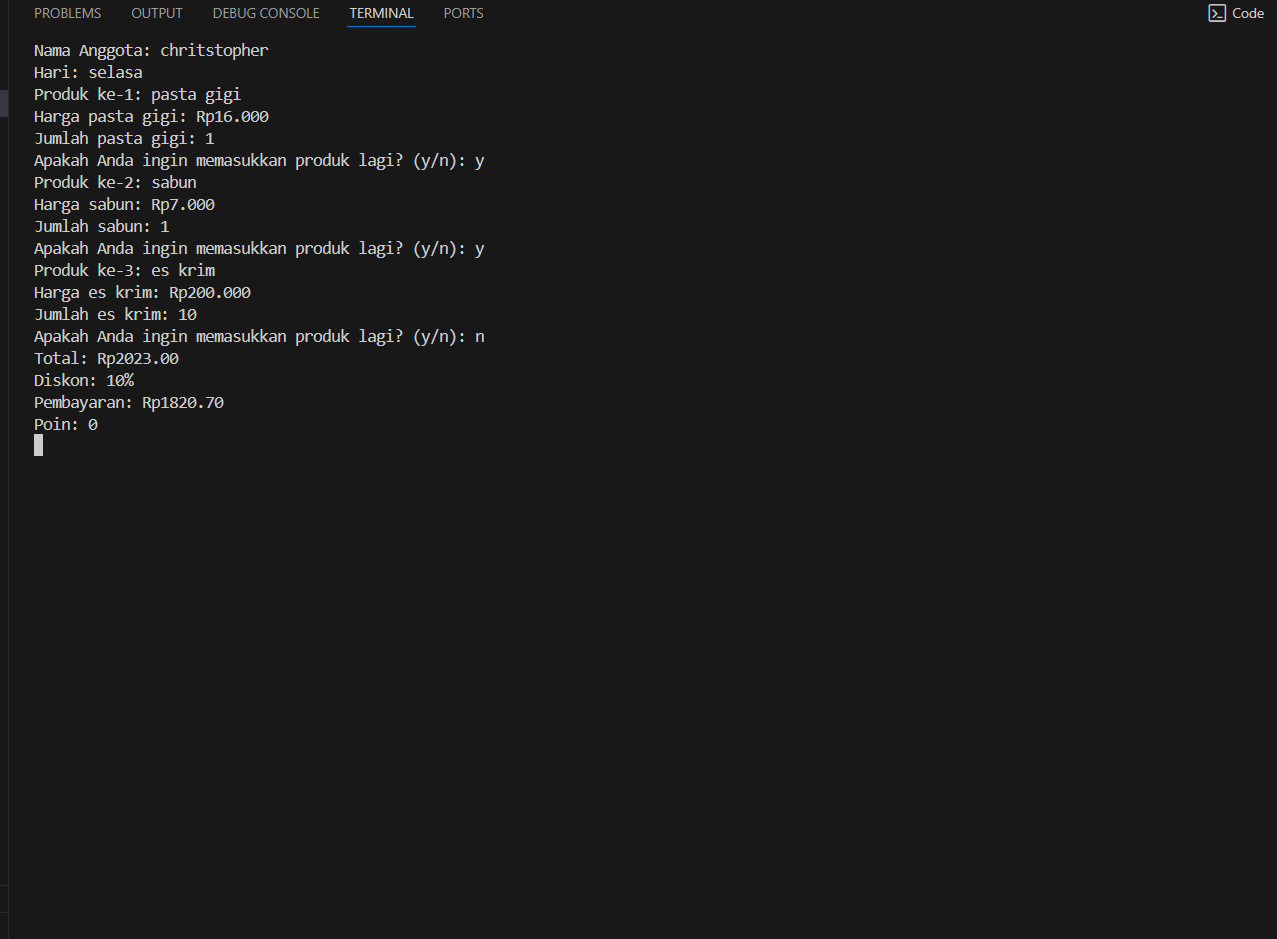 PROBLEMS OUTPUT DEBUG CONSOLE TERMINAL PORTS Code
Nama Anggota: chritstopher
Hari: selasa
Produk ke-1: pasta gigi
Harga pasta gigi: Rp16.000
Jumlah pasta gigi: 1
Apakah Anda ingin memasukkan produk lagi? (y/n): y
Produk ke-2: sabun
Harga sabun: Rp7.000
Jumlah sabun: 1
Apakah Anda ingin memasukkan produk lagi? (y/n): y
Produk ke-3: es krim
Harga es krim: Rp200.000
Jumlah es krim: 10
Apakah Anda ingin memasukkan produk lagi? (y/n): n
Total: Rp2023.00
Diskon: 10%
Pembayaran: Rp1820.70
Poin: 0